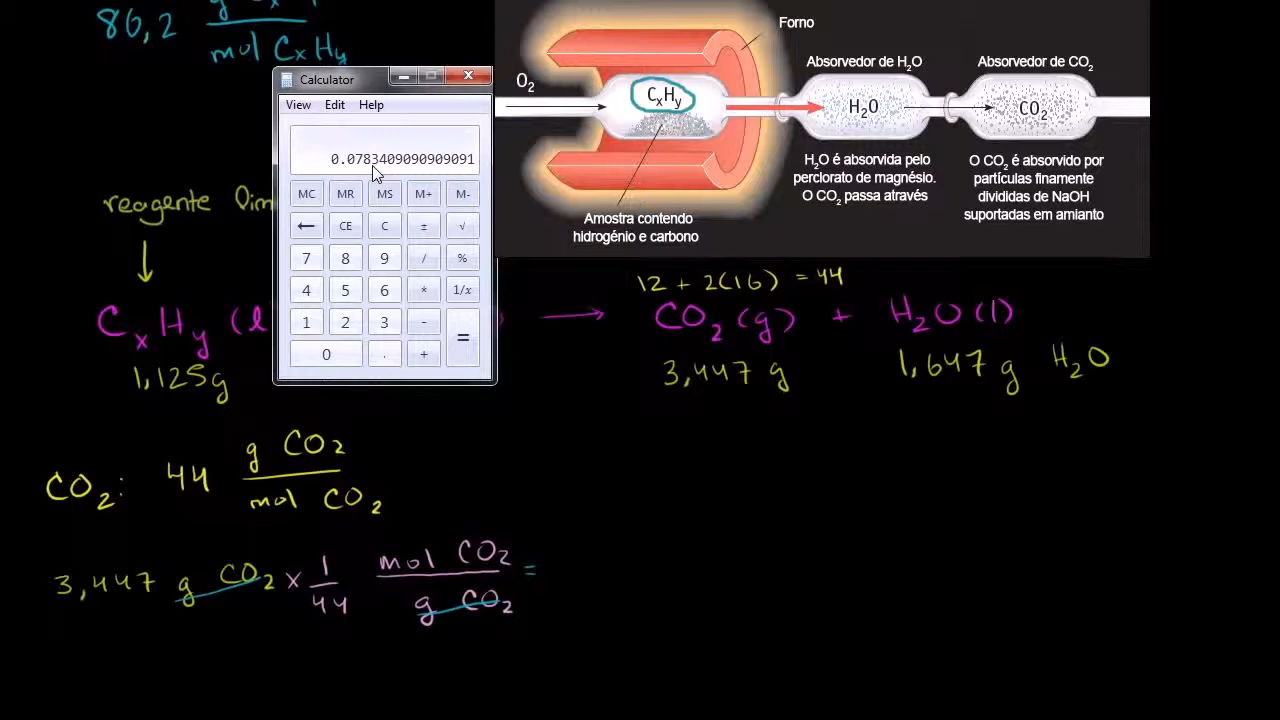 86,2 g CxHy
mol CxHy
Calculator
View Edit Help
0.0783409090909091
MC MR MS M+ M-
← CE C ± √
7 8 9 / %
4 5 6 * 1/x
1 2 3 - =
0 . +
Forno
O₂
CxHy
Absorvedor de H₂O
H₂O
Absorvedor de CO₂
CO₂
H₂O é absorvida pelo
perclorato de magnésio.
O CO₂ passa através
O CO₂ é absorvido por
partículas finamente
divididas de NaOH
suportadas em amianto
Amostra contendo
hidrogénio e carbono
reagente
12 + 2(16) = 44
CxHy (l ) → CO₂(g) + H₂O(l)
1,125g 3,447 g 1,647 g H₂O
CO₂: 44 g CO₂
mol CO₂
3,447 g CO₂ × 1/44 mol CO₂ =
g CO₂